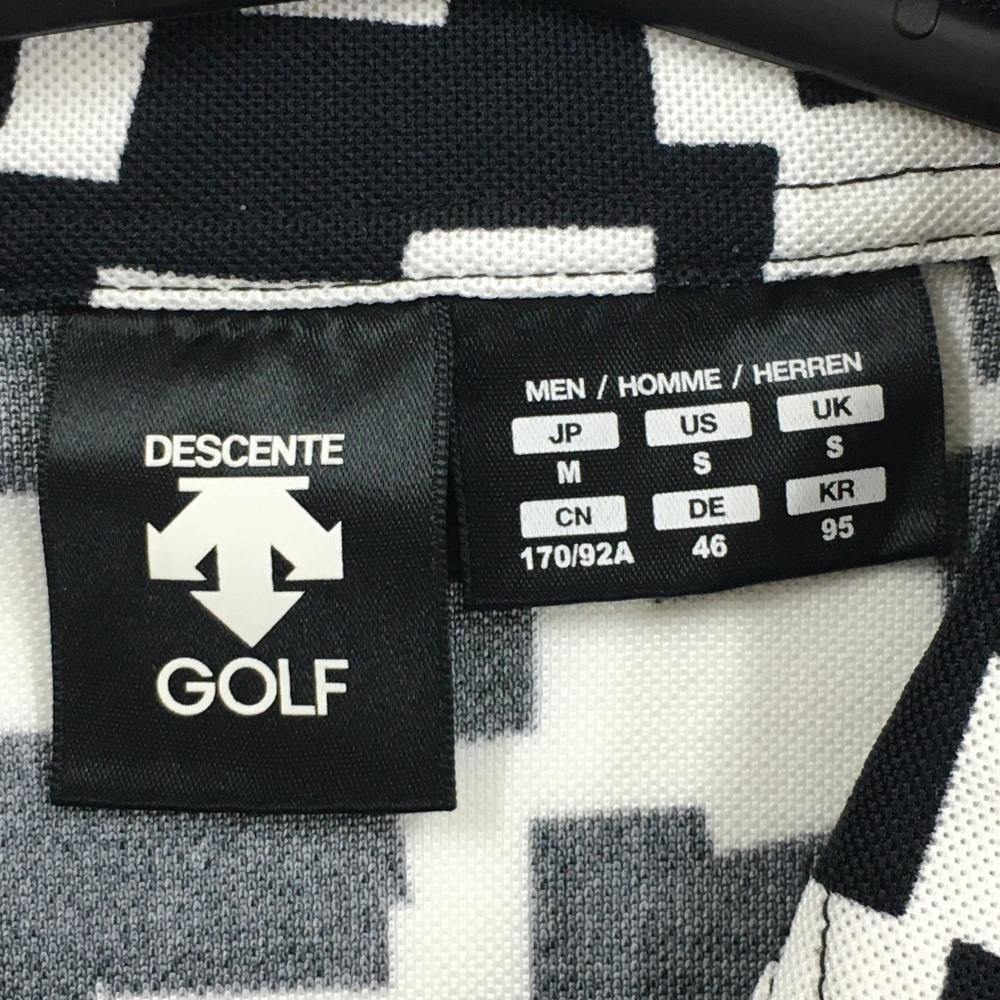 DESCENTE
GOLF
MEN / HOMME / HERREN
JP US UK
M S S
CN DE KR
170/92A 46 95